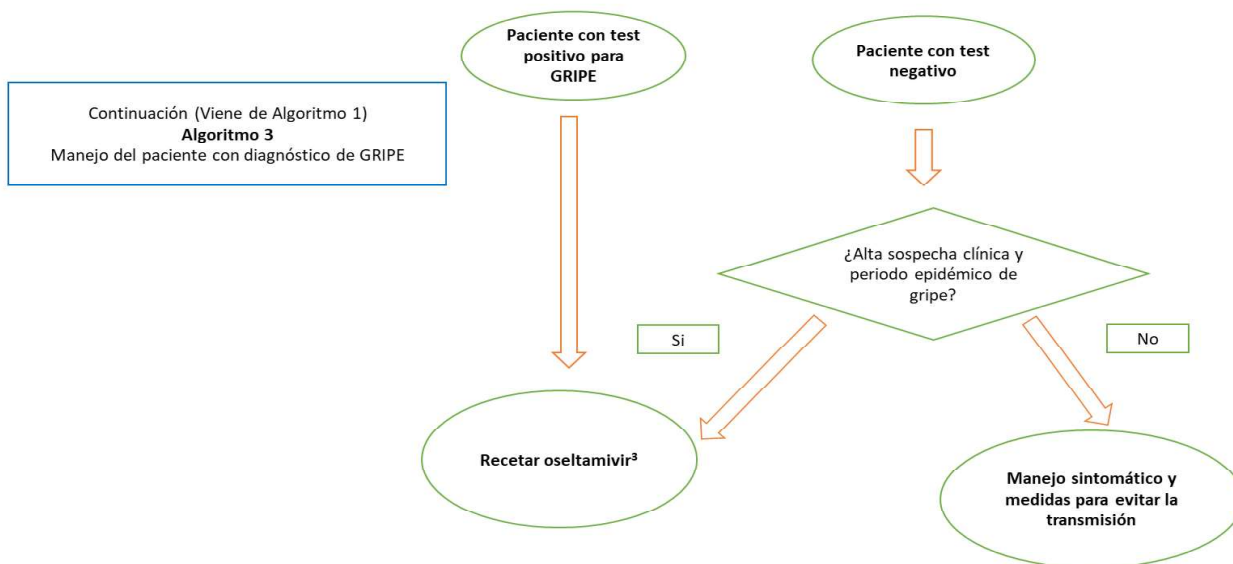 Paciente con test
positivo para
GRIPE
Paciente con test
negativo
Continuación (Viene de Algoritmo 1)
Algoritmo 3
Manejo del paciente con diagnóstico de GRIPE
¿Alta sospecha clínica y
periodo epidémico de
gripe?
Si
No
Recetar oseltamivir³
Manejo sintomático y
medidas para evitar la
transmisión